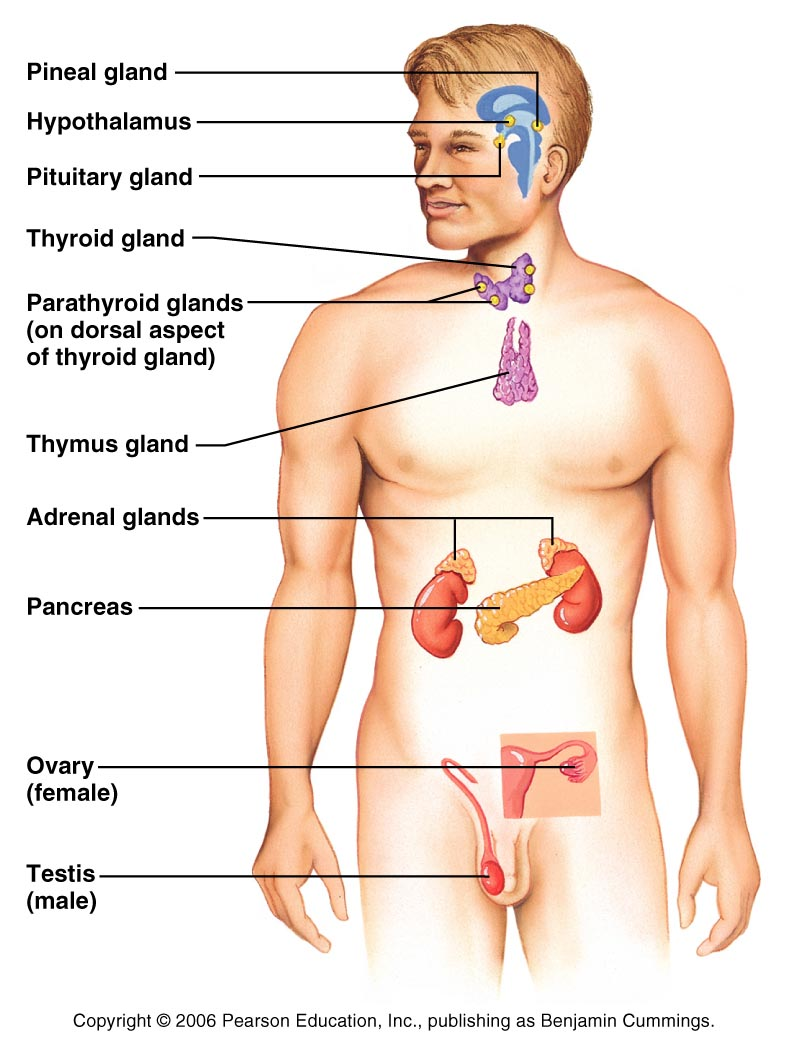 Pineal gland
Hypothalamus
Pituitary gland
Thyroid gland
Parathyroid glands
(on dorsal aspect
of thyroid gland)
Thymus gland
Adrenal glands
Pancreas
Ovary
(female)
Testis
(male)
Copyright © 2006 Pearson Education, Inc., publishing as Benjamin Cummings.